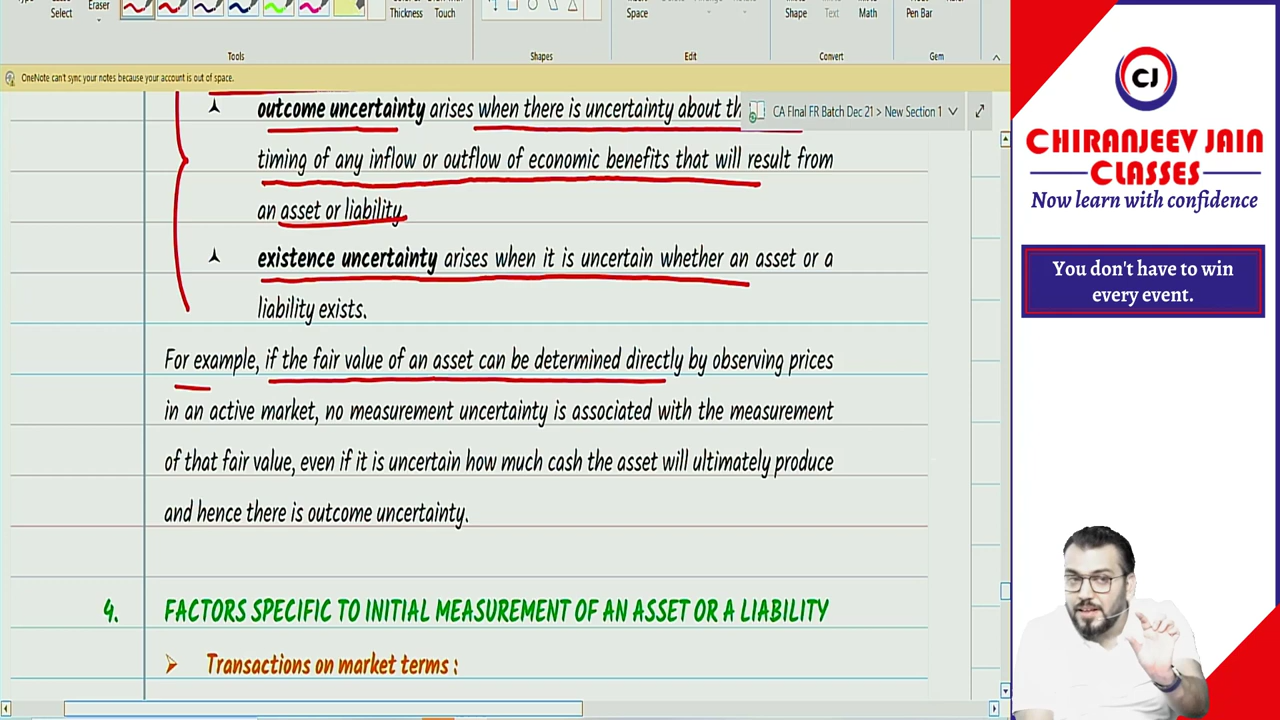 Eraser
Select
Thickness
Touch
Space
Shape
Text
Math
Pen Bar
Tools
Shapes
Edit
Convert
Gem
OneNote can't sync your notes because your account is out of space.
CA FInal FR Batch Dec 21 > New Section 1
outcome uncertainty arises when there is uncertainty about th
timing of any inflow or outflow of economic benefits that will result from
an asset or liability.
existence uncertainty arises when it is uncertain whether an asset or a
liability exists.
For example, if the fair value of an asset can be determined directly by observing prices
in an active market, no measurement uncertainty is associated with the measurement
of that fair value, even if it is uncertain how much cash the asset will ultimately produce
and hence there is outcome uncertainty.
4. FACTORS SPECIFIC TO INITIAL MEASUREMENT OF AN ASSET OR A LIABILITY
➤ Transactions on market terms :
CJ
CHIRANJEEV JAIN
CLASSES
Now learn with confidence
You don't have to win
every event.